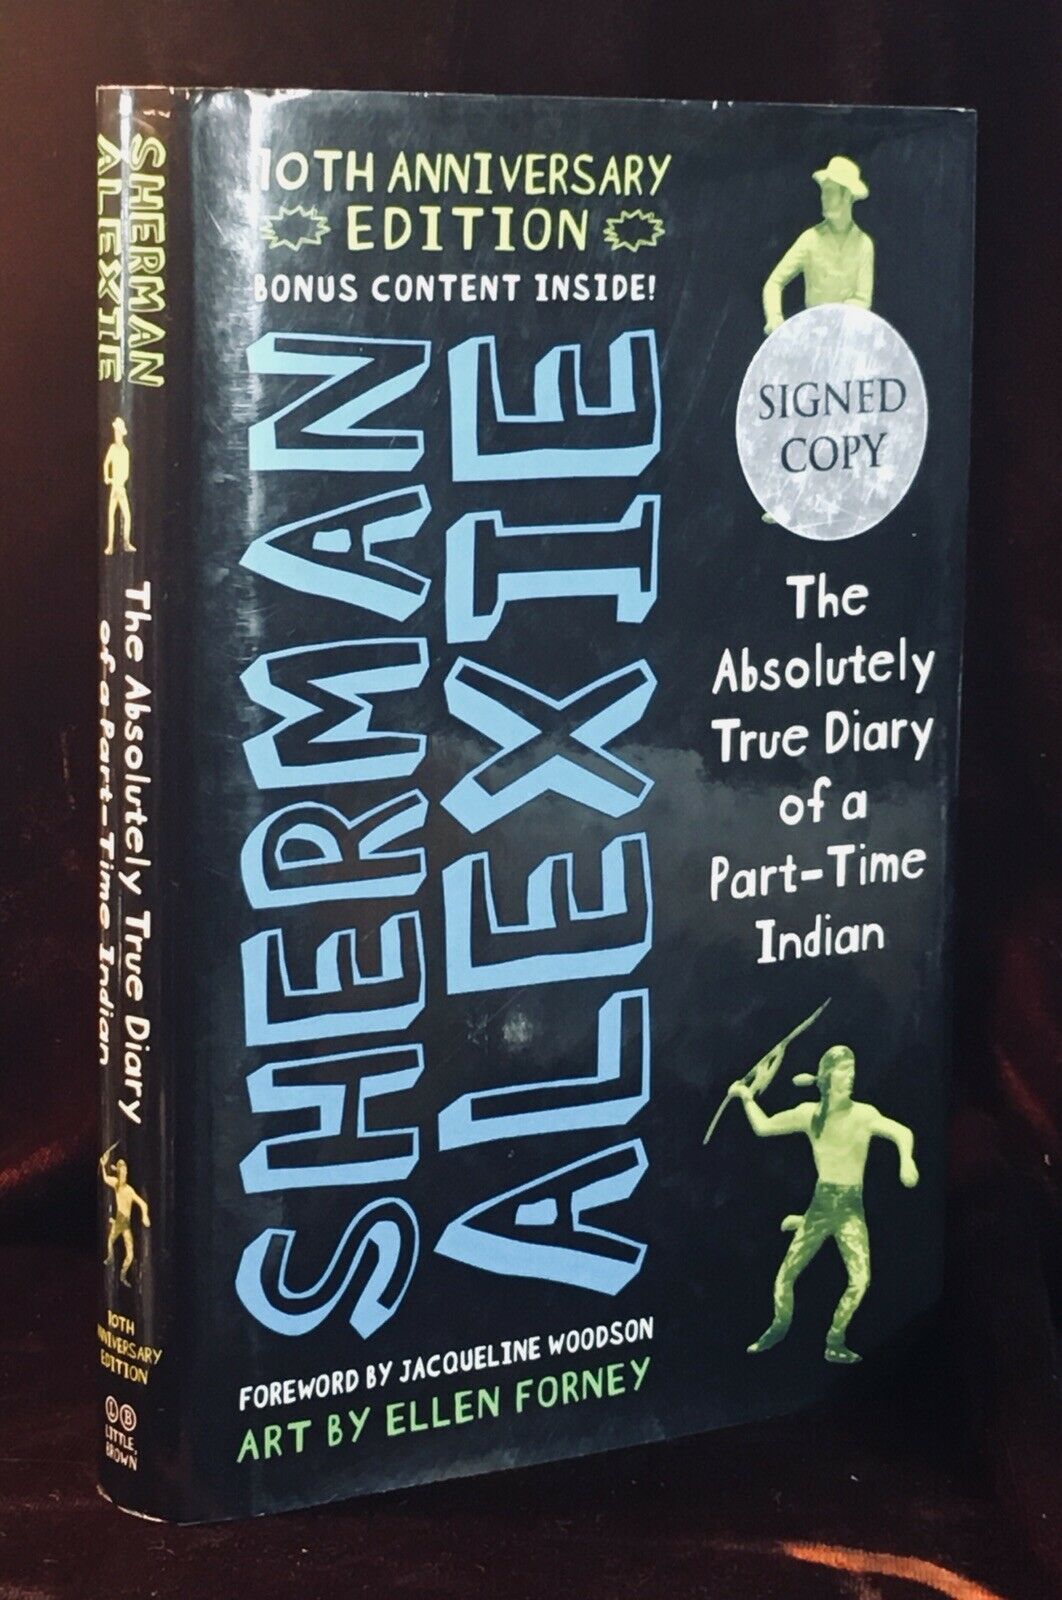 SHERMAN
ALEXIE
The Absolutely True Diary
of a Part-Time Indian
10TH
ANNIVERSARY
EDITION
L B
LITTLE,
BROWN
10TH ANNIVERSARY
EDITION
BONUS CONTENT INSIDE!
SHERMAN
ALEXIE
SIGNED
COPY
The
Absolutely
True Diary
of a
Part-Time
Indian
FOREWORD BY JACQUELINE WOODSON
ART BY ELLEN FORNEY